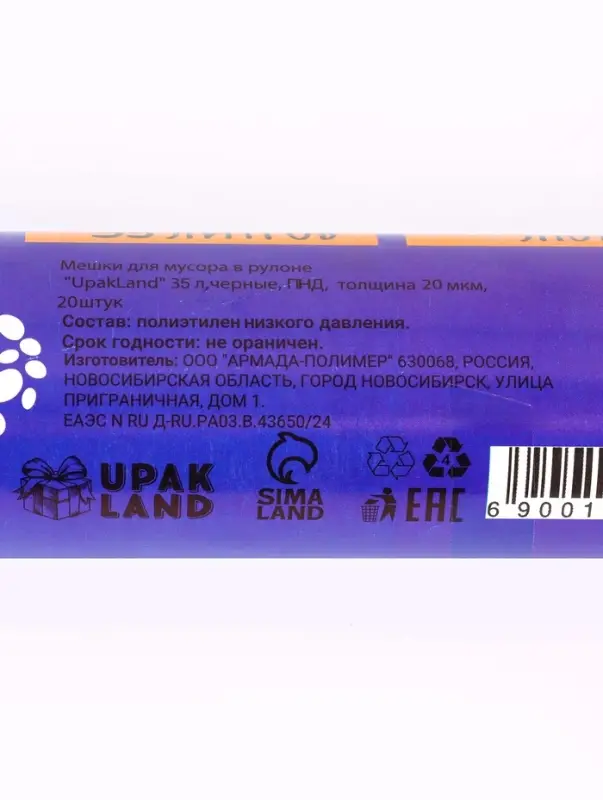 Мешки для мусора в рулоне
"UpakLand" 35 л,черные, ПНД, толщина 20 мкм,
20штук
Состав: полиэтилен низкого давления.
Срок годности: не ораничен.
Изготовитель: ООО "АРМАДА-ПОЛИМЕР" 630068, РОССИЯ,
НОВОСИБИРСКАЯ ОБЛАСТЬ, ГОРОД НОВОСИБИРСК, УЛИЦА
ПРИГРАНИЧНАЯ, ДОМ 1.
ЕАЭС N RU Д-RU.РА03.В.43650/24
UPAK
LAND
SIMA
LAND
4
EAC
6 9001